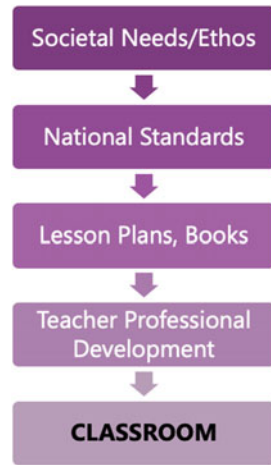 Societal Needs/Ethos
National Standards
Lesson Plans, Books
Teacher Professional
Development
CLASSROOM